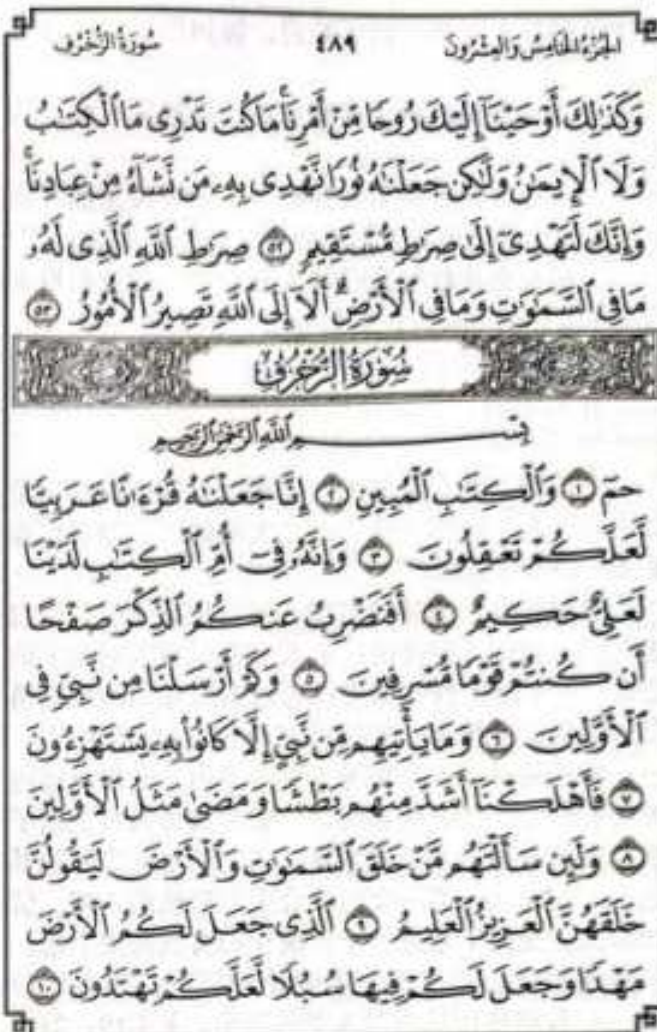 سُورَةُ الزُّخْرُفِ ٤٨٩ الجُزْءُ الخَامِسُ وَالعِشْرُونَ
وَكَذَٰلِكَ أَوْحَيْنَآ إِلَيْكَ رُوحًا مِّنْ أَمْرِنَاۚ مَا كُنتَ تَدْرِى مَا ٱلْكِتَٰبُ
وَلَا ٱلْإِيمَٰنُ وَلَٰكِن جَعَلْنَٰهُ نُورًا نَّهْدِى بِهِۦ مَن نَّشَآءُ مِنْ عِبَادِنَاۚ
وَإِنَّكَ لَتَهْدِىٓ إِلَىٰ صِرَٰطٍ مُّسْتَقِيمٍ ٥٢ صِرَٰطِ ٱللَّهِ ٱلَّذِى لَهُۥ
مَا فِى ٱلسَّمَٰوَٰتِ وَمَا فِى ٱلْأَرْضِۗ أَلَآ إِلَى ٱللَّهِ تَصِيرُ ٱلْأُمُورُ ٥٣
سُورَةُ الزُّخْرُفِ
بِسْمِ ٱللَّهِ ٱلرَّحْمَٰنِ ٱلرَّحِيمِ
حمٓ ١ وَٱلْكِتَٰبِ ٱلْمُبِينِ ٢ إِنَّا جَعَلْنَٰهُ قُرْءَٰنًا عَرَبِيًّا
لَّعَلَّكُمْ تَعْقِلُونَ ٣ وَإِنَّهُۥ فِىٓ أُمِّ ٱلْكِتَٰبِ لَدَيْنَا
لَعَلِىٌّ حَكِيمٌ ٤ أَفَنَضْرِبُ عَنكُمُ ٱلذِّكْرَ صَفْحًا
أَن كُنتُمْ قَوْمًا مُّسْرِفِينَ ٥ وَكَمْ أَرْسَلْنَا مِن نَّبِىٍّ فِى
ٱلْأَوَّلِينَ ٦ وَمَا يَأْتِيهِم مِّن نَّبِىٍّ إِلَّا كَانُوا۟ بِهِۦ يَسْتَهْزِءُونَ
٧ فَأَهْلَكْنَآ أَشَدَّ مِنْهُم بَطْشًا وَمَضَىٰ مَثَلُ ٱلْأَوَّلِينَ
٨ وَلَئِن سَأَلْتَهُم مَّنْ خَلَقَ ٱلسَّمَٰوَٰتِ وَٱلْأَرْضَ لَيَقُولُنَّ
خَلَقَهُنَّ ٱلْعَزِيزُ ٱلْعَلِيمُ ٩ ٱلَّذِى جَعَلَ لَكُمُ ٱلْأَرْضَ
مَهْدًا وَجَعَلَ لَكُمْ فِيهَا سُبُلًا لَّعَلَّكُمْ تَهْتَدُونَ ١٠